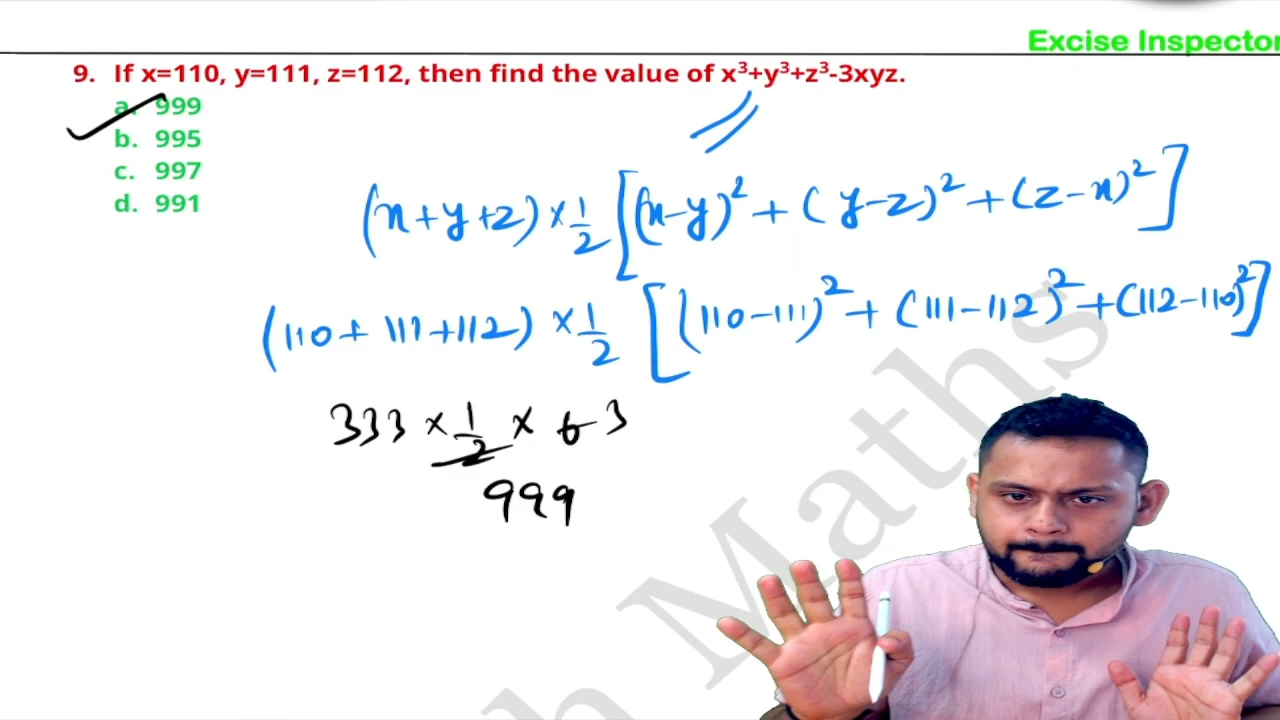 Excise Inspector
9. If x=110, y=111, z=112, then find the value of x³+y³+z³-3xyz.
a. 999
b. 995
c. 997
d. 991
(x+y+z) × 1/2 [(x-y)² + (y-z)² + (z-x)²]
(110 + 111 + 112) × 1/2 [(110-111)² + (111-112)² + (112-110)²]
333 × 1/2 × 6 3
999
Maths